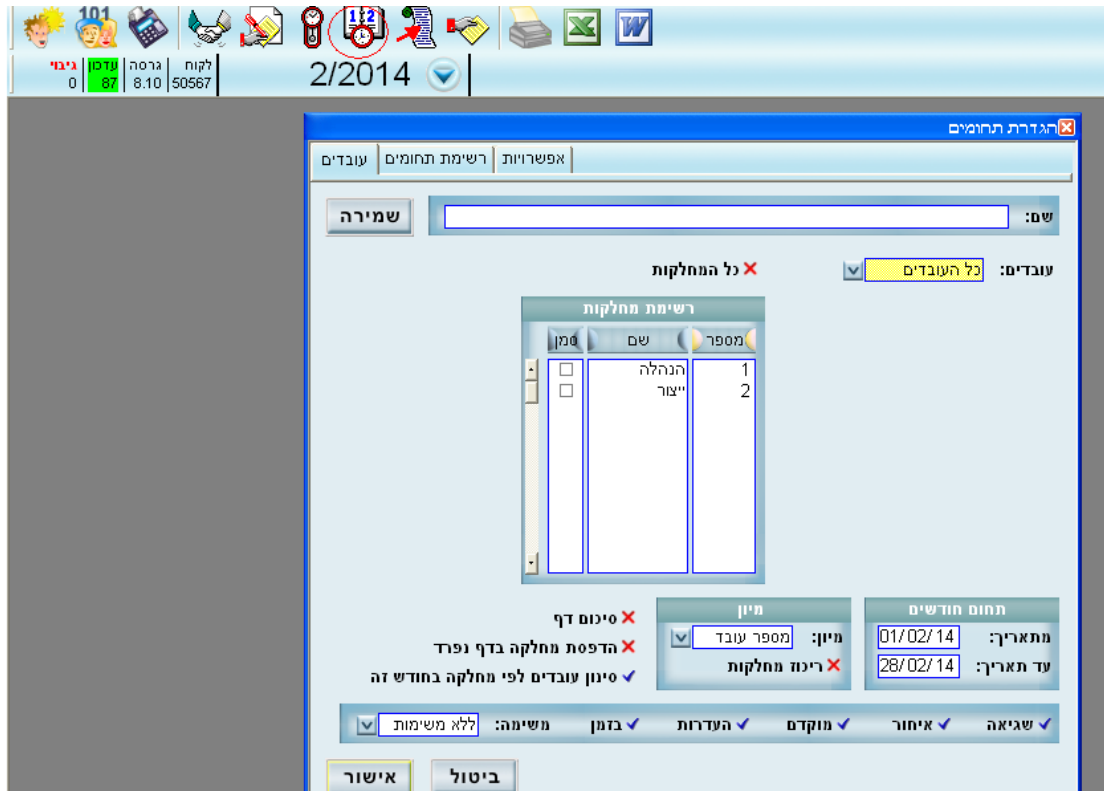 101
1 2
לקוח גרסה עדכון גיבוי
50567 8.10 87 0
2/2014
הגדרת תחומים
אפשרויות רשימת תחומים עובדים
שם: שמירה
עובדים: כל העובדים כל המחלקות
רשימת מחלקות
מספר שם סמן
1 הנהלה
2 ייצור
תחום חודשים
מתאריך: 01/02/14
עד תאריך: 28/02/14
מיון
מיון: מספר עובד
ריכוז מחלקות
סיכום דף
הדפסת מחלקה בדף נפרד
סינון עובדים לפי מחלקה בחודש זה
שגיאה איחור מוקדם העדרות בזמן משימה: ללא משימות
ביטול אישור